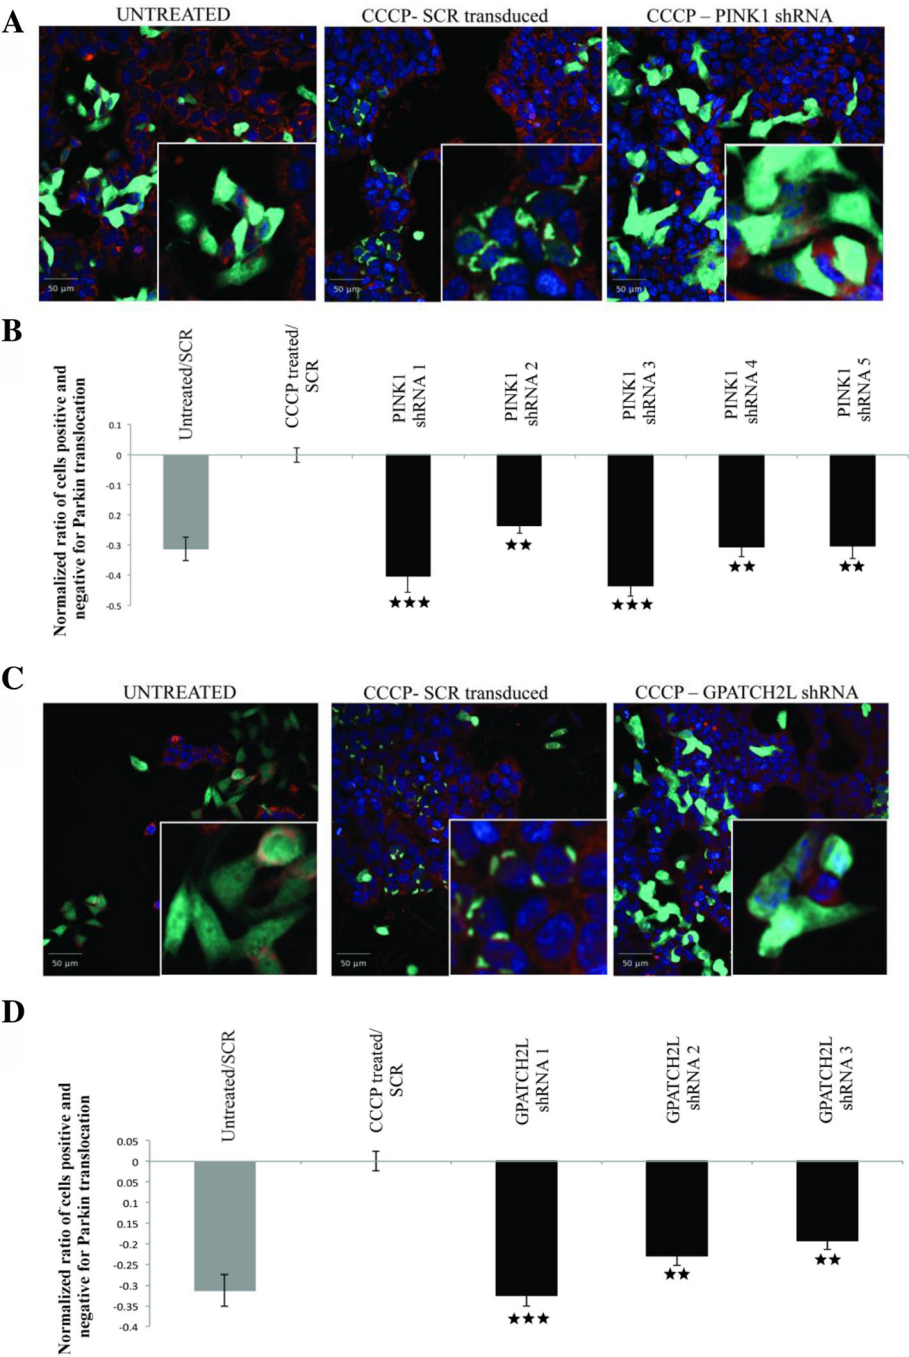 A
UNTREATED
CCCP- SCR transduced
CCCP – PINK1 shRNA
50 µm
50 µm
50 µm
B
Normalized ratio of cells positive and
negative for Parkin translocation
Untreated/SCR
CCCP treated/
SCR
PINK1
shRNA 1
PINK1
shRNA 2
PINK1
shRNA 3
PINK1
shRNA 4
PINK1
shRNA 5
0.1
0
-0.1
0.2
-0.3
-0.4
-0.5
★★★
★★
★★★
★★
★★
C
UNTREATED
CCCP- SCR transduced
CCCP – GPATCH2L shRNA
50 µm
50 µm
50 µm
D
Normalized ratio of cells positive and
negative for Parkin translocation
Untreated/SCR
CCCP treated/
SCR
GPATCH2L
shRNA 1
GPATCH2L
shRNA 2
GPATCH2L
shRNA 3
0.05
0
0.05
0.1
0.15
-0.2
-0.25
-0.3
-0.35
-0.4
★★★
★★
★★